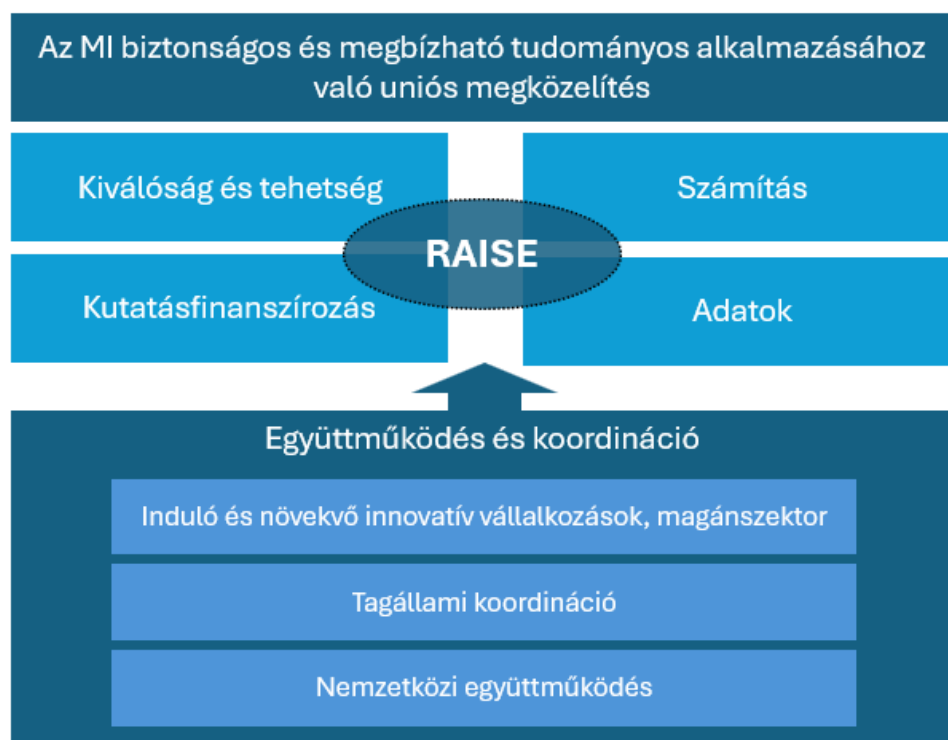 Az MI biztonságos és megbízható tudományos alkalmazásához
való uniós megközelítés
Kiválóság és tehetség
Számítás
RAISE
Kutatásfinanszírozás
Adatok
Együttműködés és koordináció
Induló és növekvő innovatív vállalkozások, magánszektor
Tagállami koordináció
Nemzetközi együttműködés